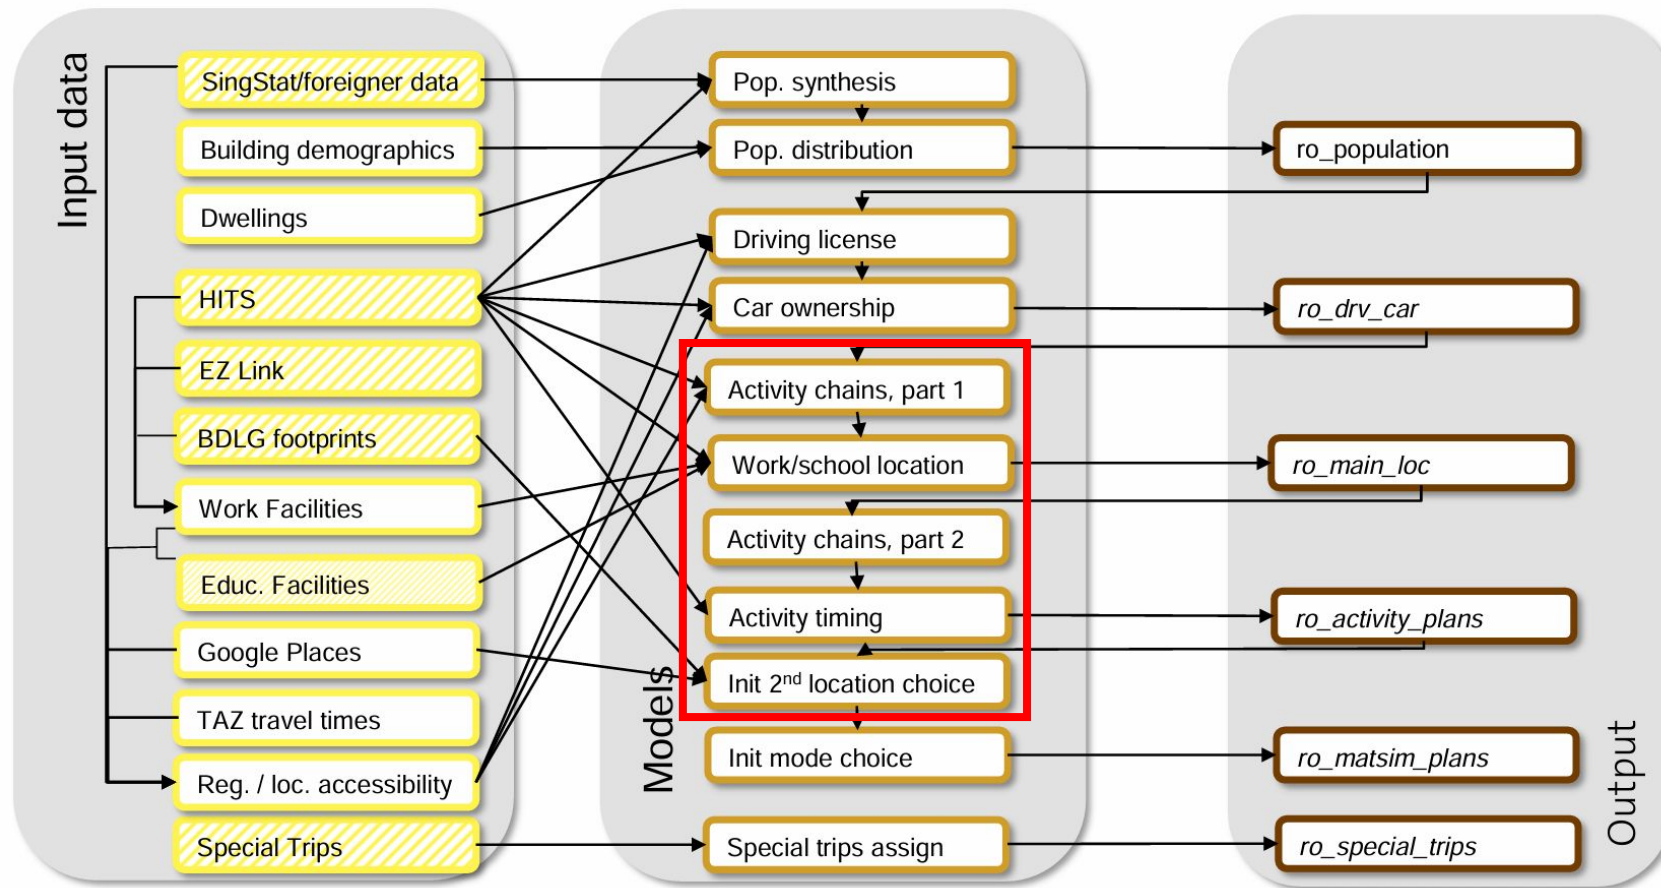 Input data
SingStat/foreigner data
Building demographics
Dwellings
HITS
EZ Link
BDLG footprints
Work Facilities
Educ. Facilities
Google Places
TAZ travel times
Reg. / loc. accessibility
Special Trips
Models
Pop. synthesis
Pop. distribution
Driving license
Car ownership
Activity chains, part 1
Work/school location
Activity chains, part 2
Activity timing
Init 2nd location choice
Init mode choice
Special trips assign
Output
ro_population
ro_drv_car
ro_main_loc
ro_activity_plans
ro_matsim_plans
ro_special_trips